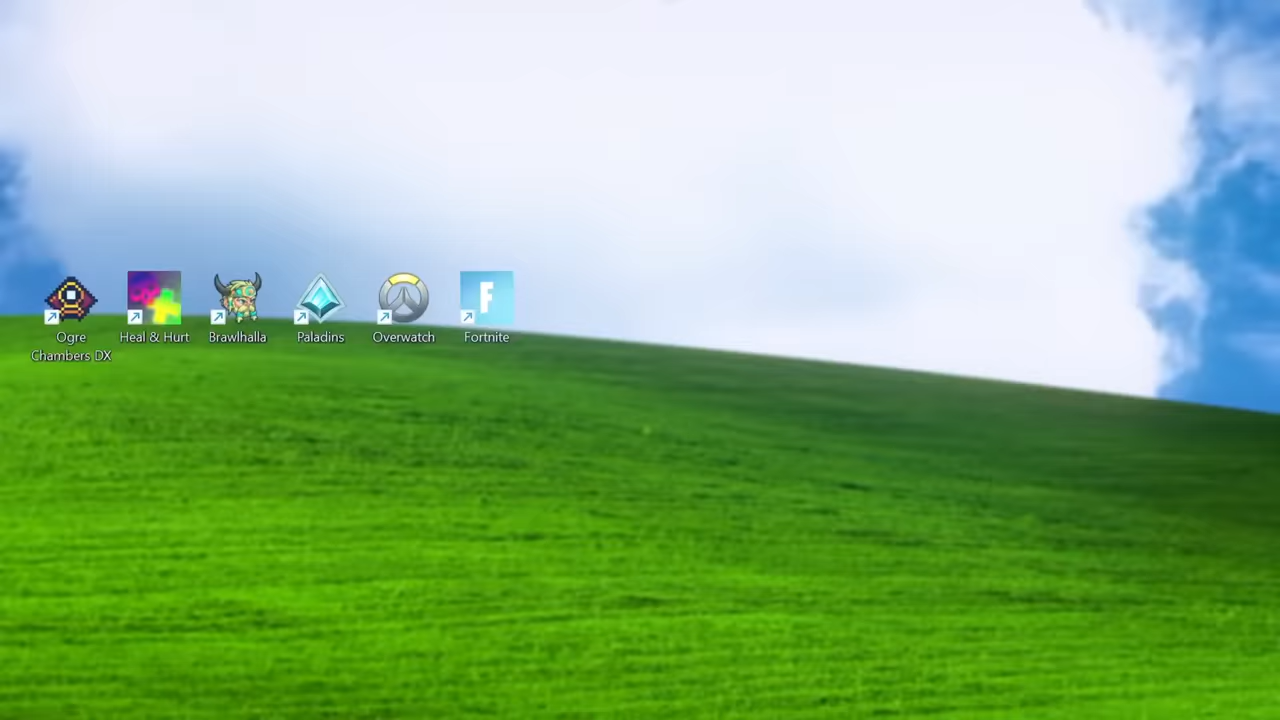 Ogre
Chambers DX
Heal & Hurt
Brawlhalla
Paladins
Overwatch
F
Fortnite